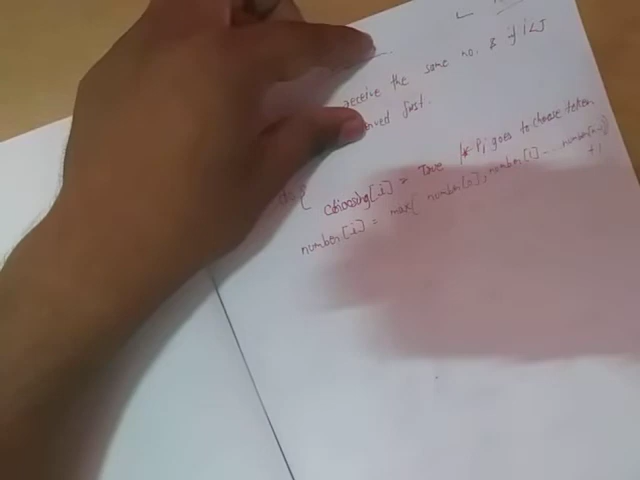 receive the same no. & if i<J
served first.
do {
choosing[i] = True /* Pi goes to choose token
number[i] = max( number[0], number[1] ... number[n-1])
+1